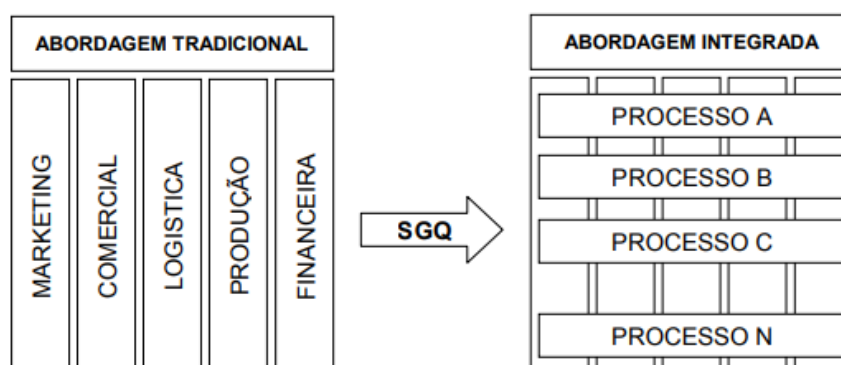 ABORDAGEM TRADICIONAL
MARKETING
COMERCIAL
LOGISTICA
PRODUÇÃO
FINANCEIRA
SGQ
ABORDAGEM INTEGRADA
PROCESSO A
PROCESSO B
PROCESSO C
PROCESSO N